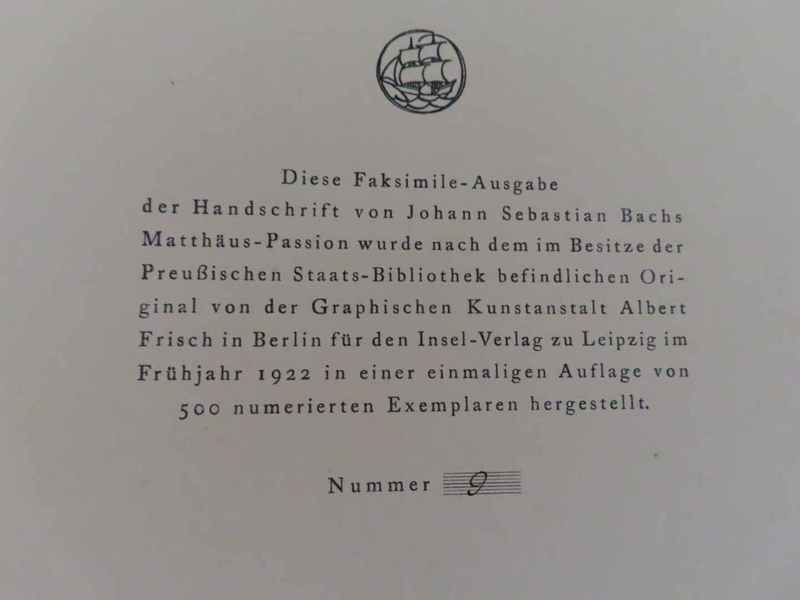 Diese Faksimile-Ausgabe
der Handschrift von Johann Sebastian Bachs
Matthäus-Passion wurde nach dem im Besitze der
Preußischen Staats-Bibliothek befindlichen Ori-
ginal von der Graphischen Kunstanstalt Albert
Frisch in Berlin für den Insel-Verlag zu Leipzig im
Frühjahr 1922 in einer einmaligen Auflage von
500 numerierten Exemplaren hergestellt.
Nummer 9